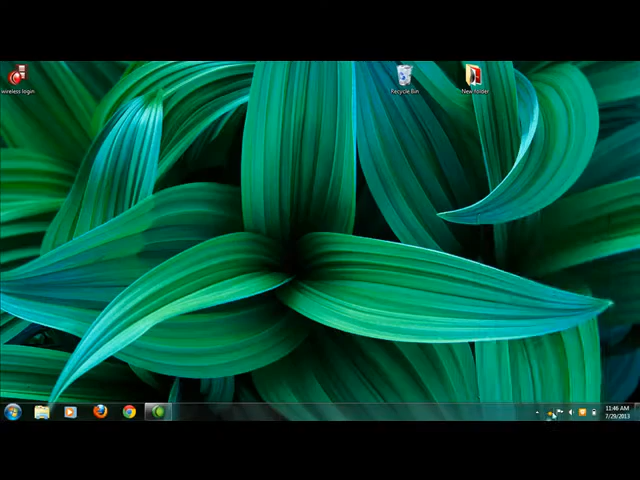 wireless login
Recycle Bin
New folder
11:46 AM
7/29/2013